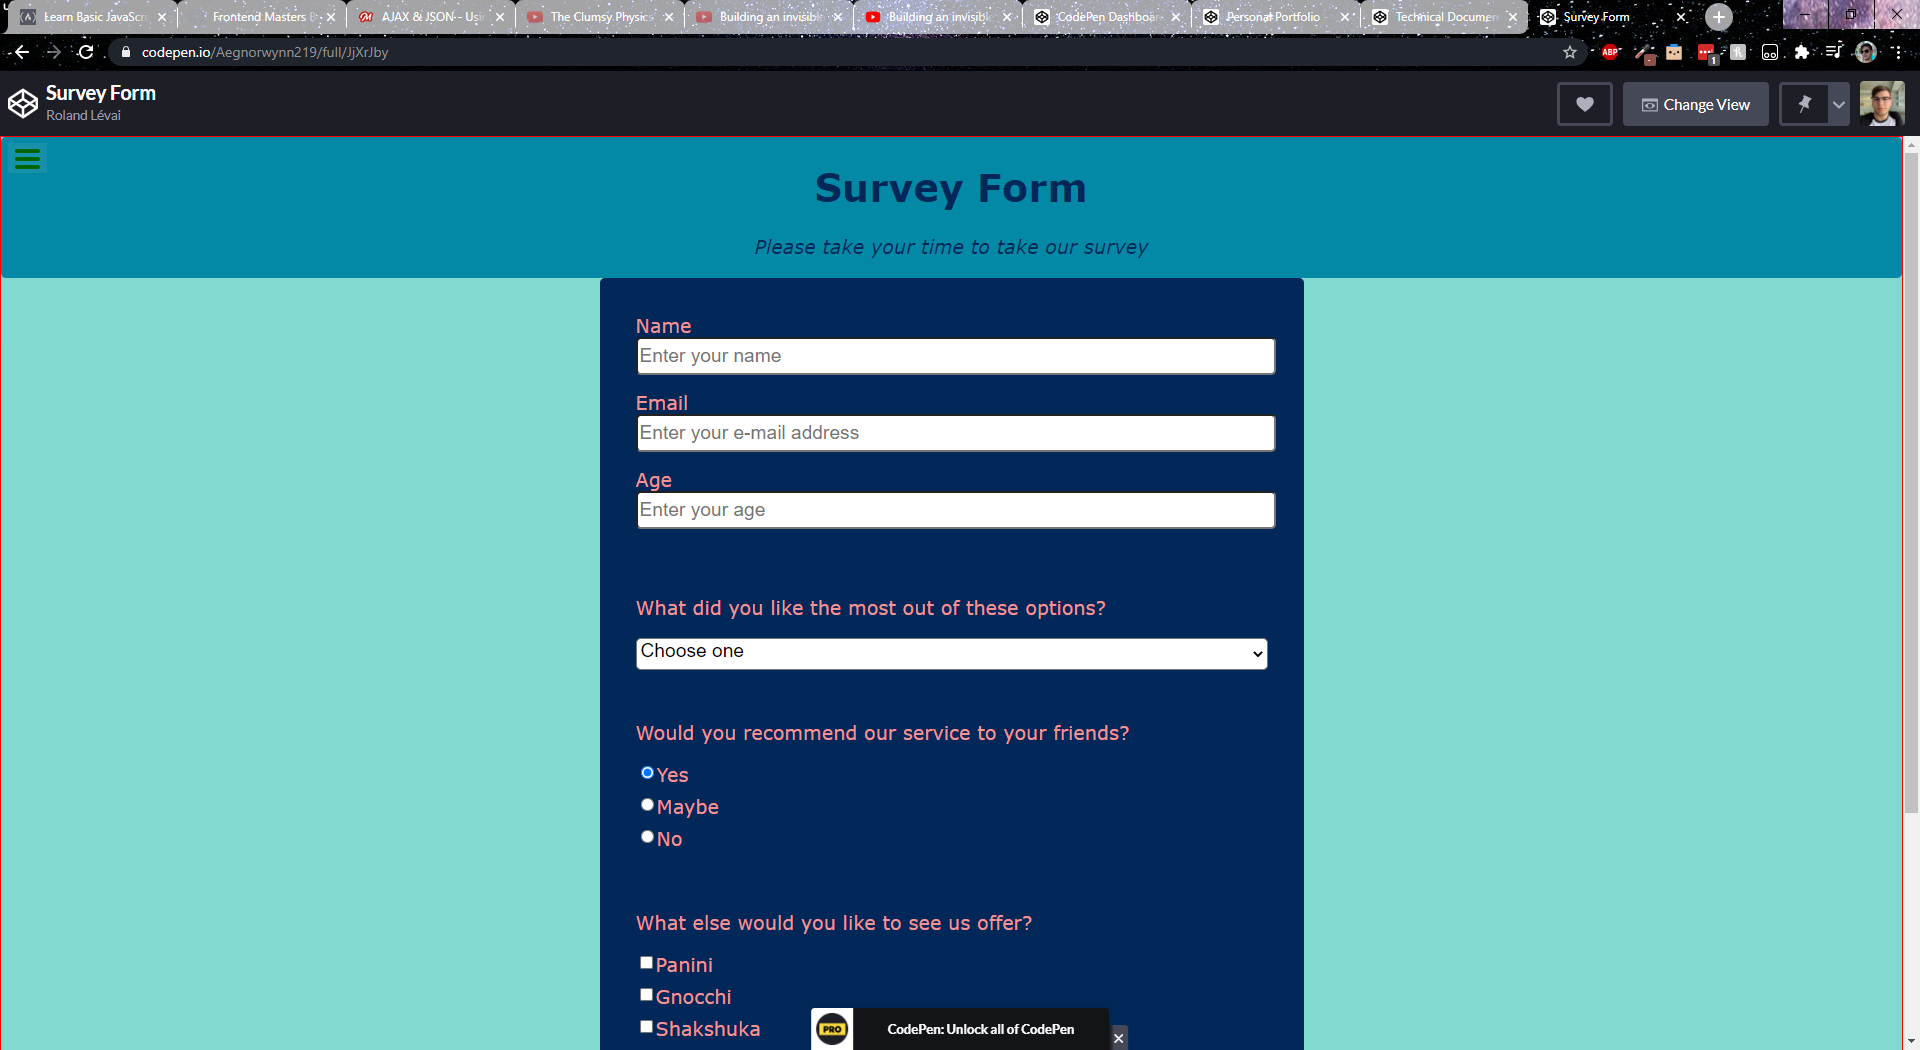 Learn Basic JavaScr
Frontend Masters B
AJAX & JSON - Usin
The Clumsy Physics
Building an invisibl
Building an invisibl
CodePen Dashboar
Personal Portfolio
Technical Documen
Survey Form
codepen.io/Aegnorwynn219/full/JjXrJby
ABP
1
Survey Form
Roland Lévai
Change View
Survey Form
Please take your time to take our survey
Name
Enter your name
Email
Enter your e-mail address
Age
Enter your age
What did you like the most out of these options?
Choose one
Would you recommend our service to your friends?
Yes
Maybe
No
What else would you like to see us offer?
Panini
Gnocchi
Shakshuka
PRO
CodePen: Unlock all of CodePen